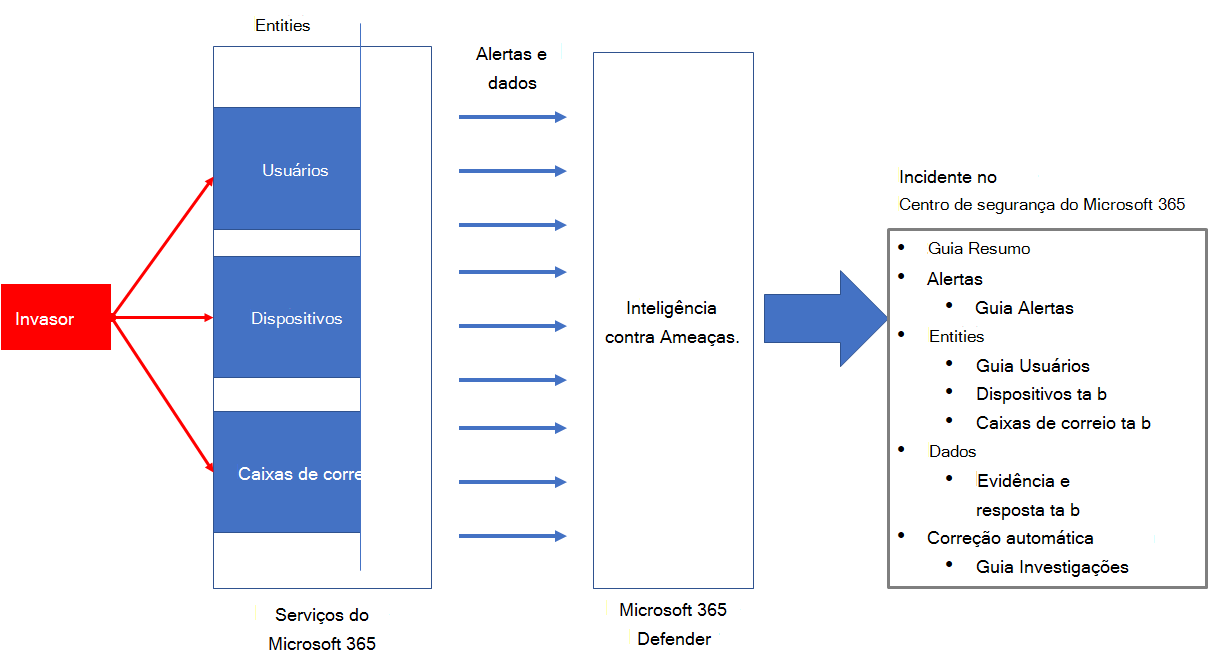 Entities
Alertas e
dados
Usuários
Dispositivos
Caixas de corre
Invasor
Serviços do
Microsoft 365
Inteligência
contra Ameaças.
Microsoft 365
Defender
Incidente no
Centro de segurança do Microsoft 365
• Guia Resumo
• Alertas
• Guia Alertas
• Entities
• Guia Usuários
• Dispositivos ta b
• Caixas de correio ta b
• Dados
• Evidência e
resposta ta b
• Correção automática
• Guia Investigações